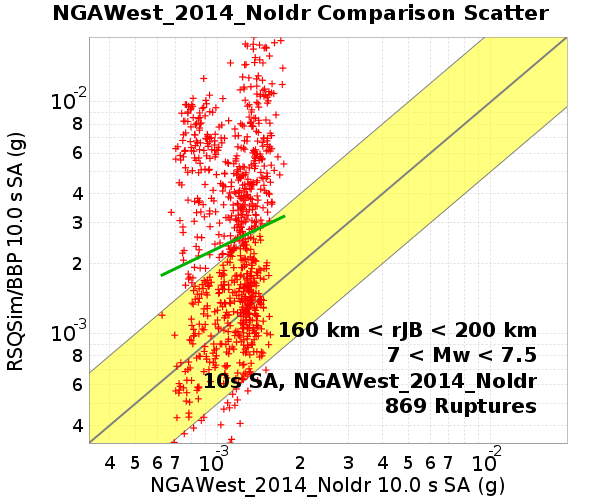 NGAWest_2014_NoIdr Comparison Scatter
RSQSim/BBP 10.0 s SA (g)
10-2
8
6
4
3
2
10-3
8
6
4
160 km < rJB < 200 km
7 < Mw < 7.5
10s SA, NGAWest_2014_NoIdr
869 Ruptures
4 5 6 7 10-3 2 3 4 5 6 7 10-2
NGAWest_2014_NoIdr 10.0 s SA (g)